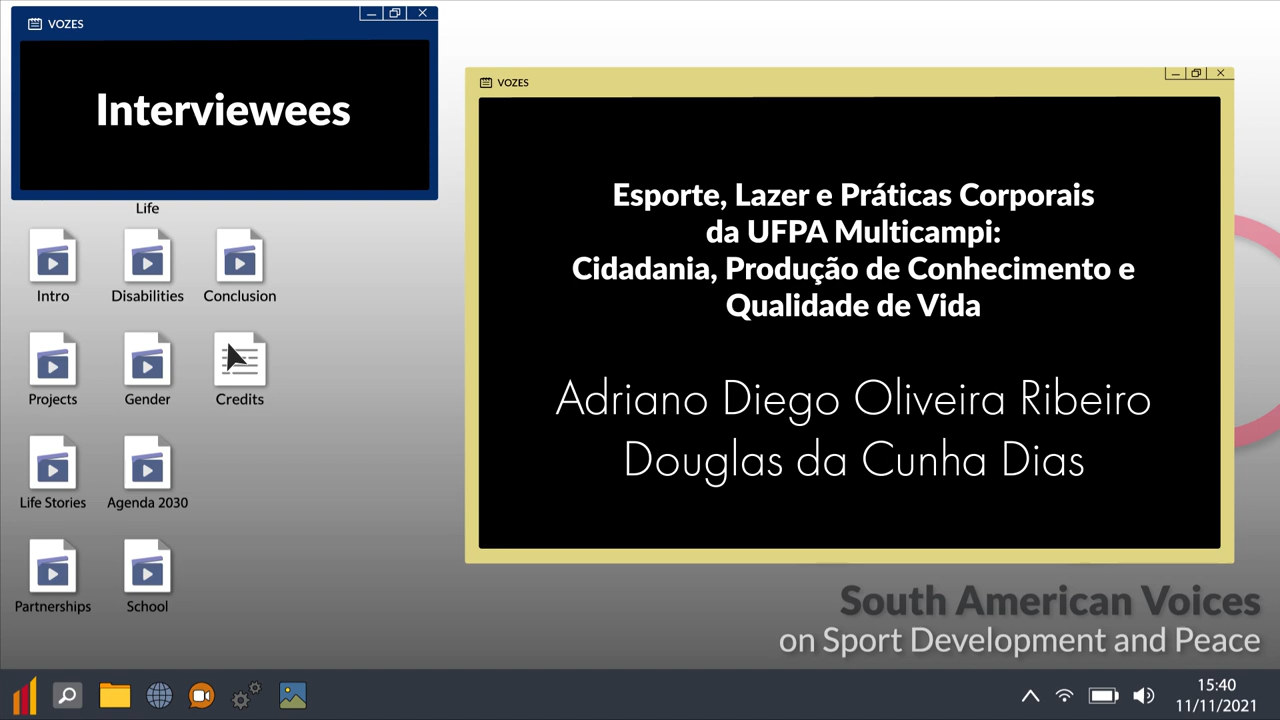 VOZES
Interviewees
Life
Intro
Disabilities
Conclusion
Projects
Gender
Credits
Life Stories
Agenda 2030
Partnerships
School
VOZES
Esporte, Lazer e Práticas Corporais
da UFPA Multicampi:
Cidadania, Produção de Conhecimento e
Qualidade de Vida
Adriano Diego Oliveira Ribeiro
Douglas da Cunha Dias
South American Voices
on Sport Development and Peace
15:40
11/11/2021